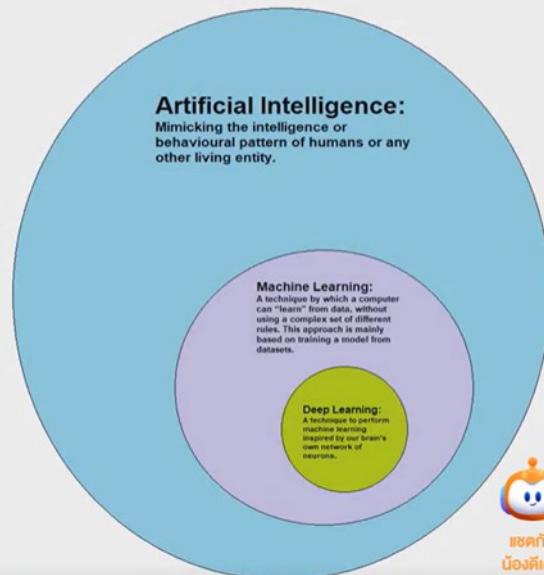 Artificial Intelligence:
Mimicking the intelligence or
behavioural pattern of humans or any
other living entity.
Machine Learning:
A technique by which a computer
can "learn" from data, without
using a complex set of different
rules. This approach is mainly
based on training a model from
datasets.
Deep Learning:
A technique to perform
machine learning
inspired by our brain's
own network of
neurons.
แชตกั
น้องดีเ